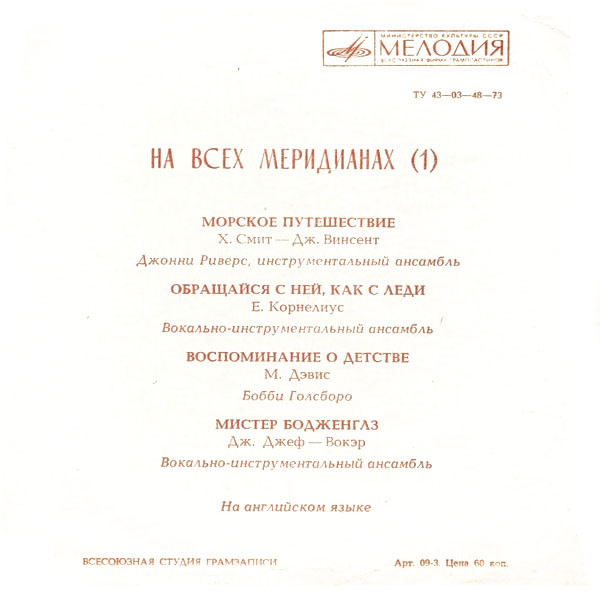 МИНИСТЕРСТВО КУЛЬТУРЫ СССР
МЕЛОДИЯ
ВСЕСОЮЗНАЯ ФИРМА ГРАМПЛАСТИНОК
ТУ 43—03—48—73
НА ВСЕХ МЕРИДИАНАХ (1)
МОРСКОЕ ПУТЕШЕСТВИЕ
Х. Смит — Дж. Винсент
Джонни Риверс, инструментальный ансамбль
ОБРАЩАЙСЯ С НЕЙ, КАК С ЛЕДИ
Е. Корнелиус
Вокально-инструментальный ансамбль
ВОСПОМИНАНИЕ О ДЕТСТВЕ
М. Дэвис
Бобби Голсборо
МИСТЕР БОДЖЕНГЛЗ
Дж. Джеф — Вокэр
Вокально-инструментальный ансамбль
На английском языке
ВСЕСОЮЗНАЯ СТУДИЯ ГРАМЗАПИСИ
Арт. 09-3. Цена 60 коп.